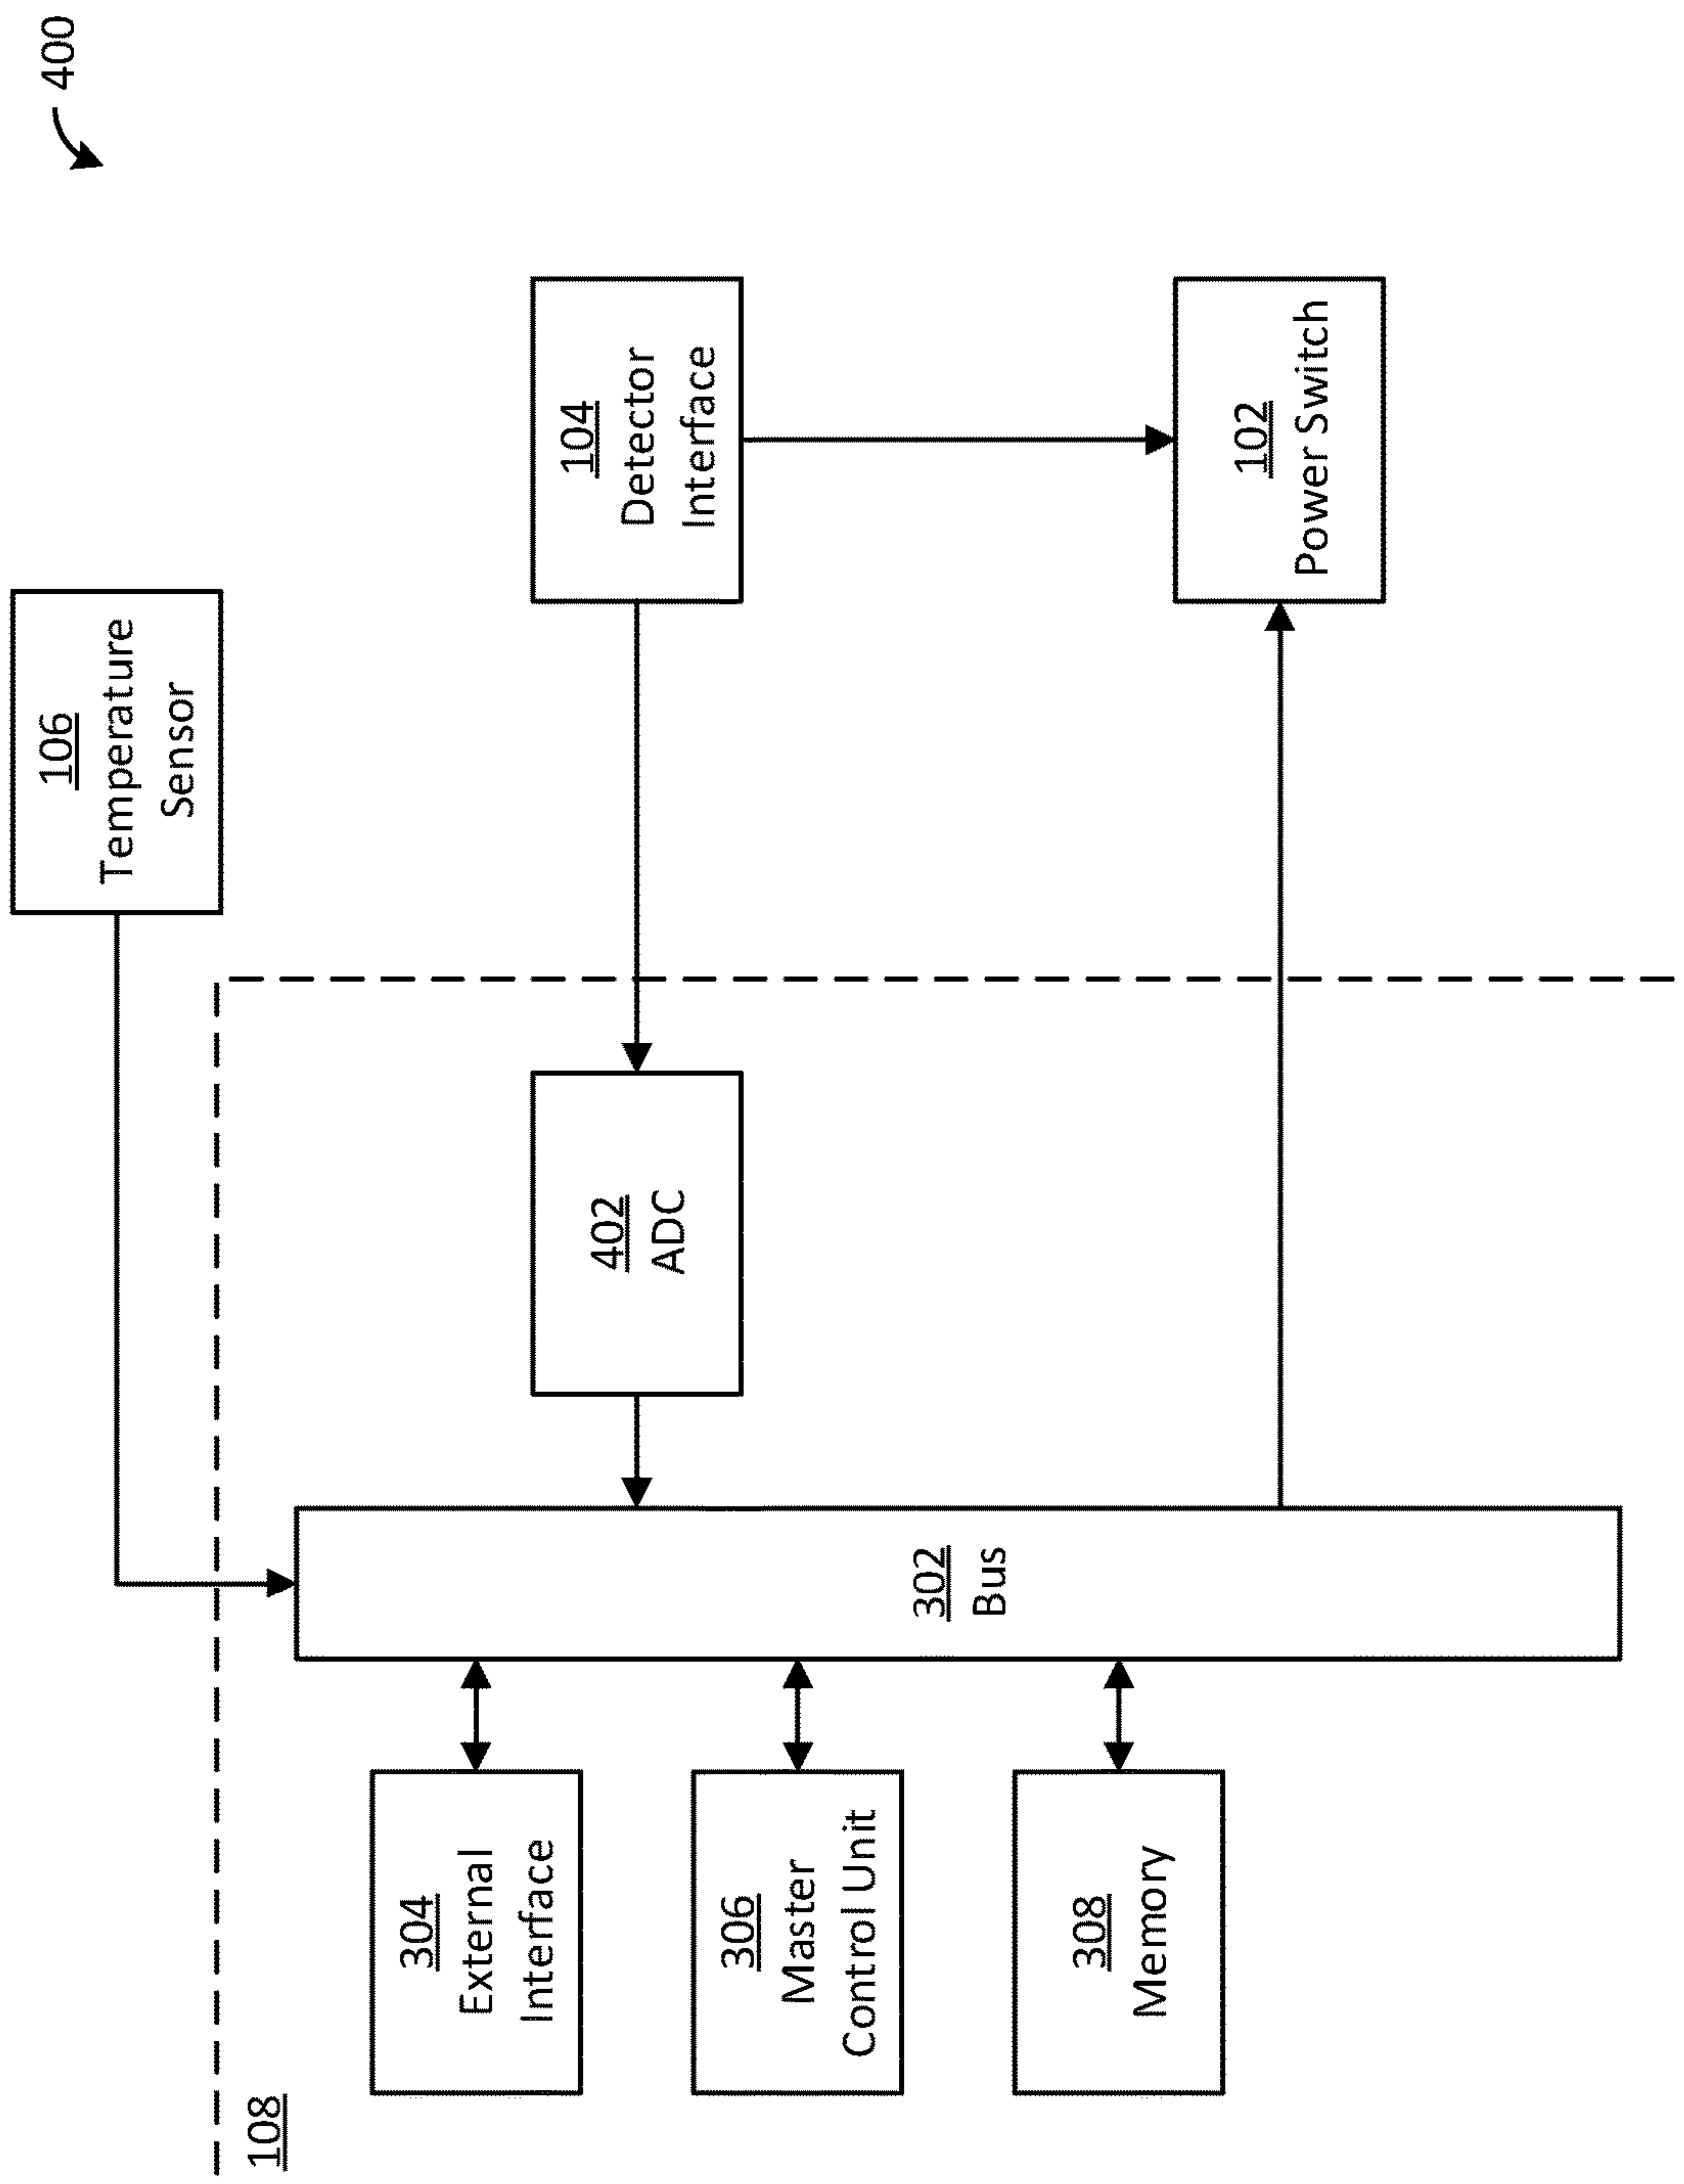 400
106
Temperature
Sensor
104
Detector
Interface
102
Power Switch
402
ADC
302
Bus
304
External
Interface
306
Master
Control Unit
308
Memory
108